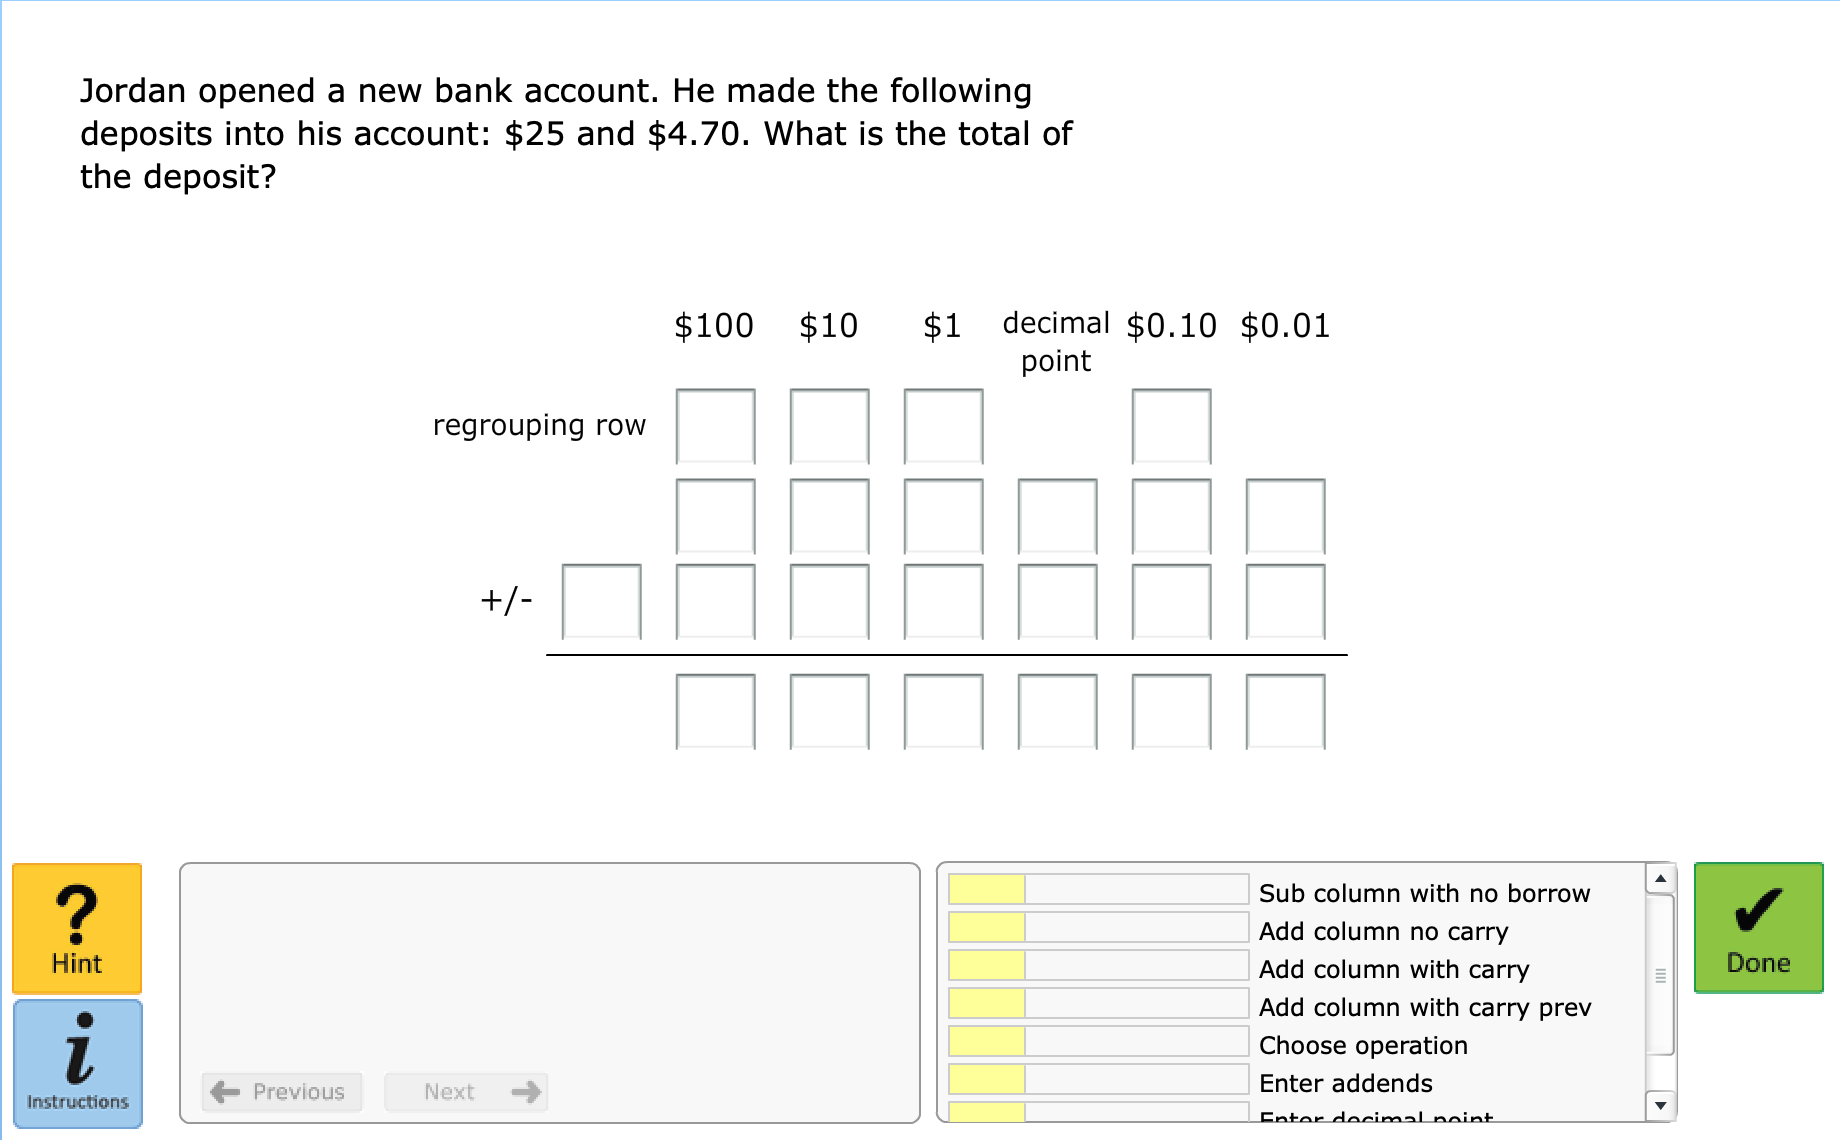 Jordan opened a new bank account. He made the following
deposits into his account: $25 and $4.70. What is the total of
the deposit?
$100 $10 $1 decimal point $0.10 $0.01
regrouping row
+/-
? Hint
i Instructions
Previous Next
Sub column with no borrow
Add column no carry
Add column with carry
Add column with carry prev
Choose operation
Enter addends
Enter decimal point
Done